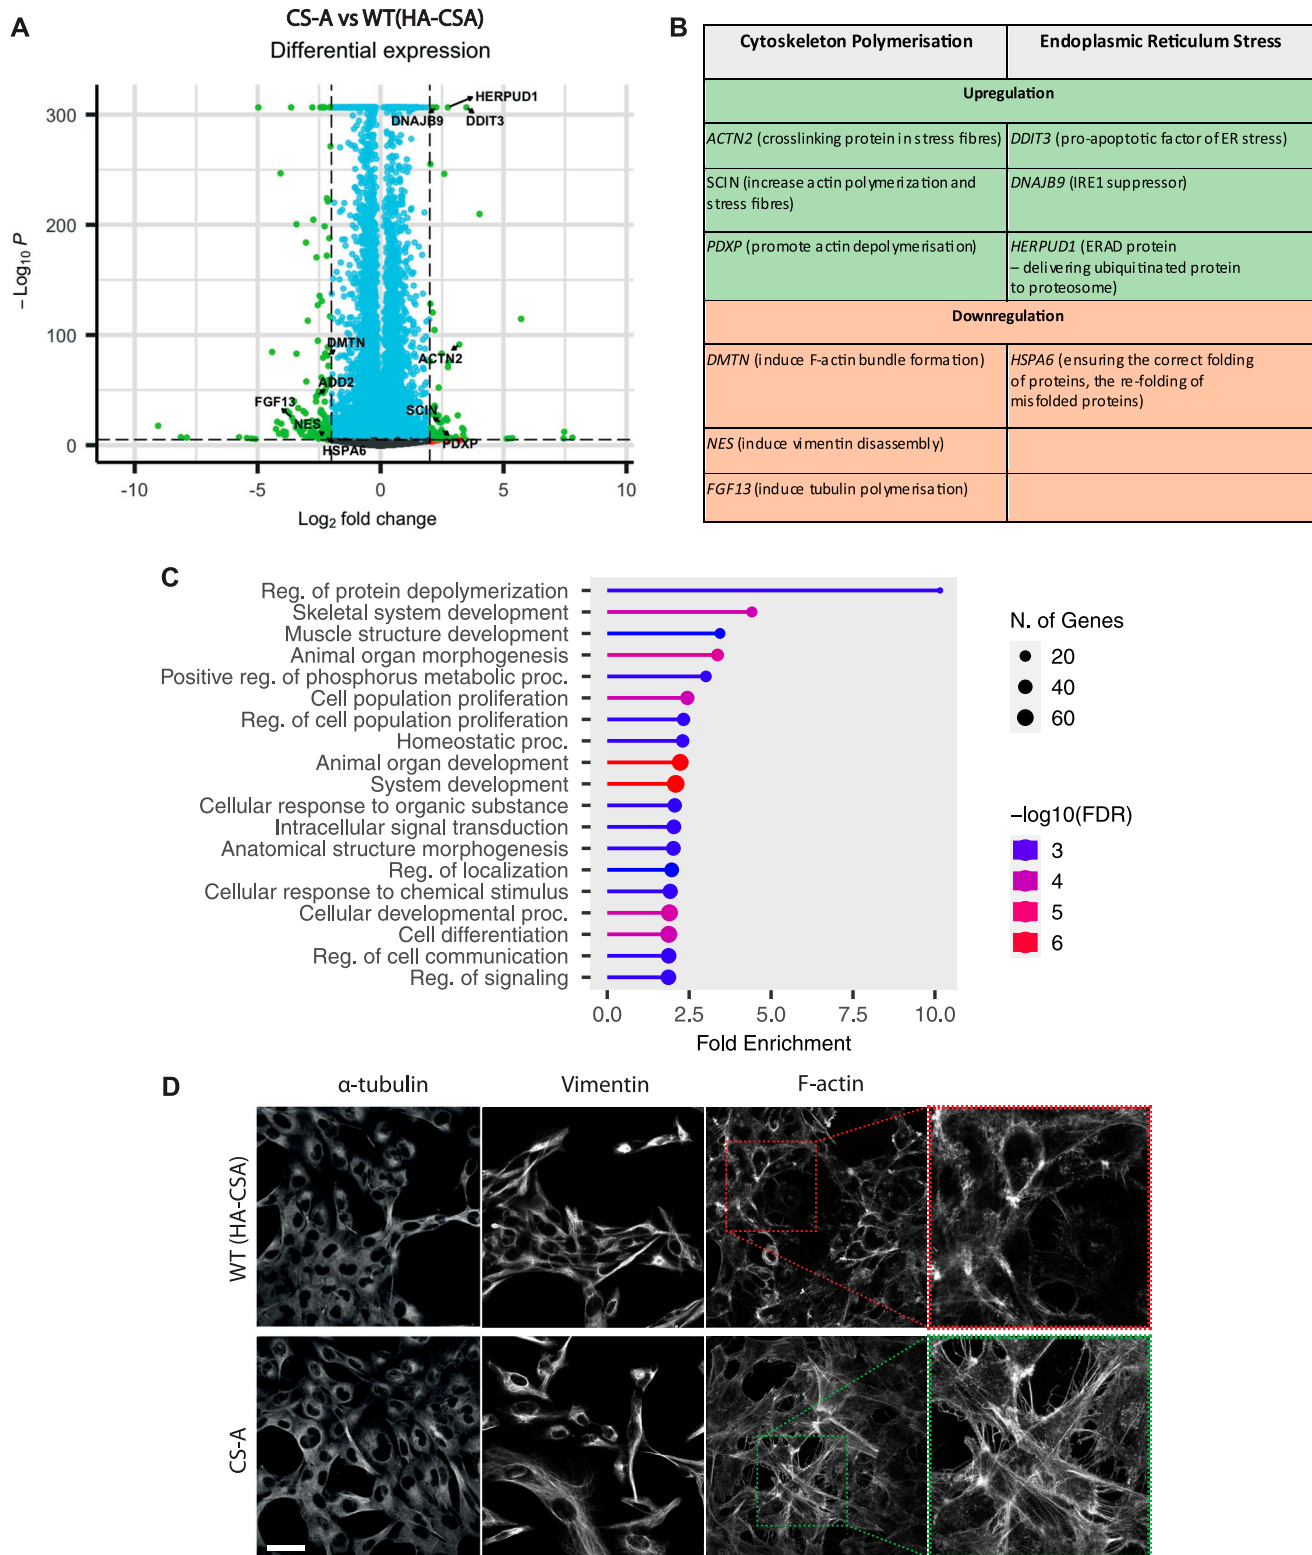 A
CS-A vs WT(HA-CSA)
Differential expression
– Log10 P
300
200
100
0
HERPUD1
DNAJB9
DDIT3
DMTN
ACTN2
ADD2
FGF13
SCIN
NES
PDXP
HSPA6
-10
-5
0
5
10
Log2 fold change
B
Cytoskeleton Polymerisation
Endoplasmic Reticulum Stress
Upregulation
ACTN2 (crosslinking protein in stress fibres)
DDIT3 (pro-apoptotic factor of ER stress)
SCIN (increase actin polymerization and
stress fibres)
DNAJB9 (IRE1 suppressor)
PDXP (promote actin depolymerisation)
HERPUD1 (ERAD protein
– delivering ubiquitinated protein
to proteosome)
Downregulation
DMTN (induce F-actin bundle formation)
HSPA6 (ensuring the correct folding
of proteins, the re-folding of
misfolded proteins)
NES (induce vimentin disassembly)
FGF13 (induce tubulin polymerisation)
C
Reg. of protein depolymerization
Skeletal system development
Muscle structure development
Animal organ morphogenesis
Positive reg. of phosphorus metabolic proc.
Cell population proliferation
Reg. of cell population proliferation
Homeostatic proc.
Animal organ development
System development
Cellular response to organic substance
Intracellular signal transduction
Anatomical structure morphogenesis
Reg. of localization
Cellular response to chemical stimulus
Cellular developmental proc.
Cell differentiation
Reg. of cell communication
Reg. of signaling
0.0
2.5
5.0
7.5
10.0
Fold Enrichment
N. of Genes
20
40
60
–log10(FDR)
3
4
5
6
D
α-tubulin
Vimentin
F-actin
WT (HA-CSA)
CS-A